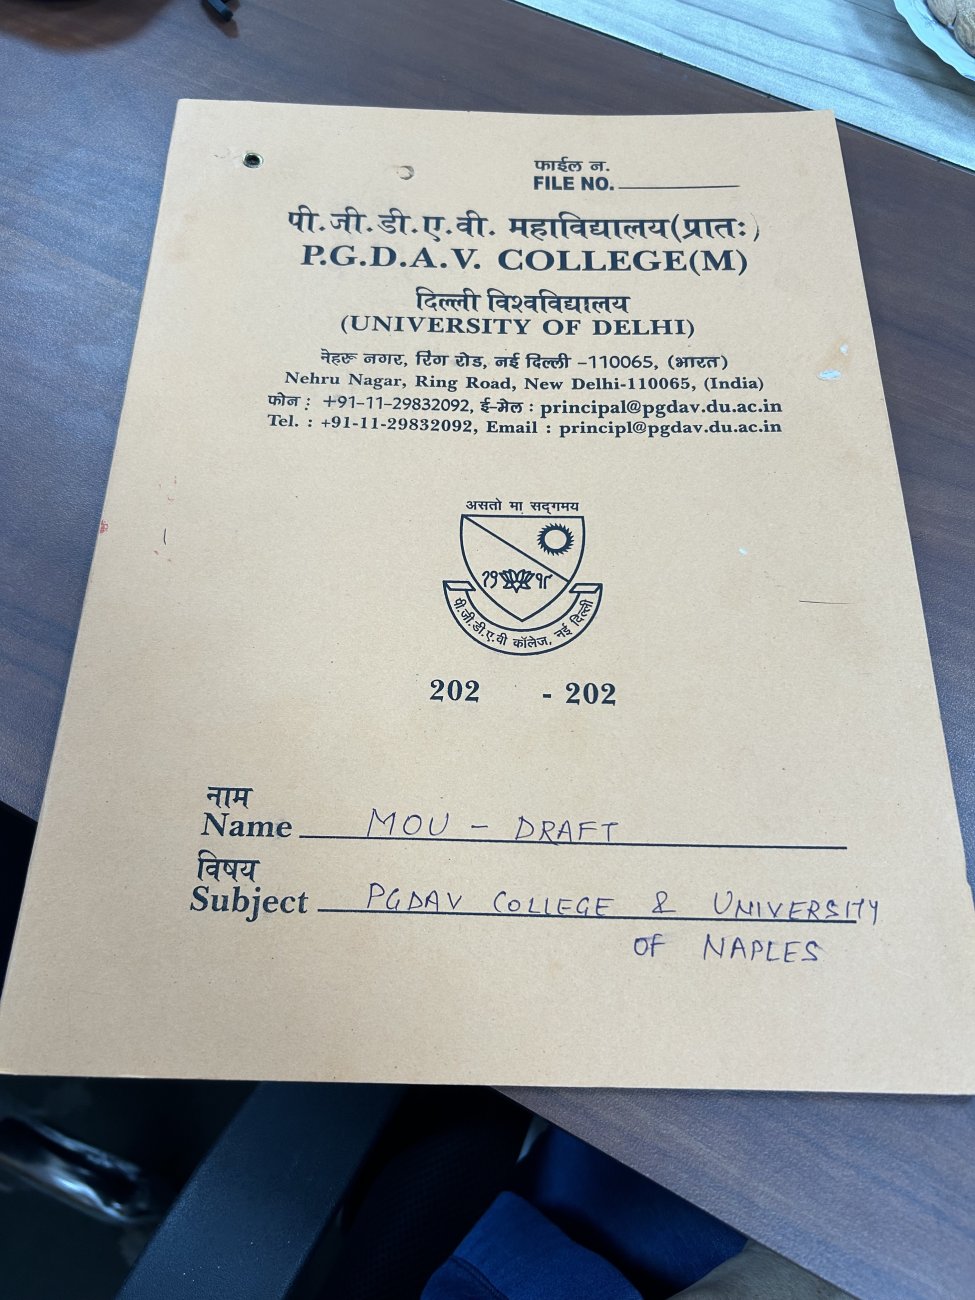 फाईल न.
FILE NO.
पी.जी.डी.ए.वी. महाविद्यालय(प्रातः)
P.G.D.A.V. COLLEGE(M)
दिल्ली विश्वविद्यालय
(UNIVERSITY OF DELHI)
नेहरू नगर, रिंग रोड, नई दिल्ली -110065, (भारत)
Nehru Nagar, Ring Road, New Delhi-110065, (India)
फोन : +91-11-29832092, ई-मेल : principal@pgdav.du.ac.in
Tel. : +91-11-29832092, Email : principl@pgdav.du.ac.in
असतो मा सद्गमय
१९ ५८
पी.जी.डी.ए.वी कॉलेज, नई दिल्ली
202 - 202
नाम
Name MOU - DRAFT
विषय
Subject PGDAV COLLEGE & UNIVERSITY
OF NAPLES